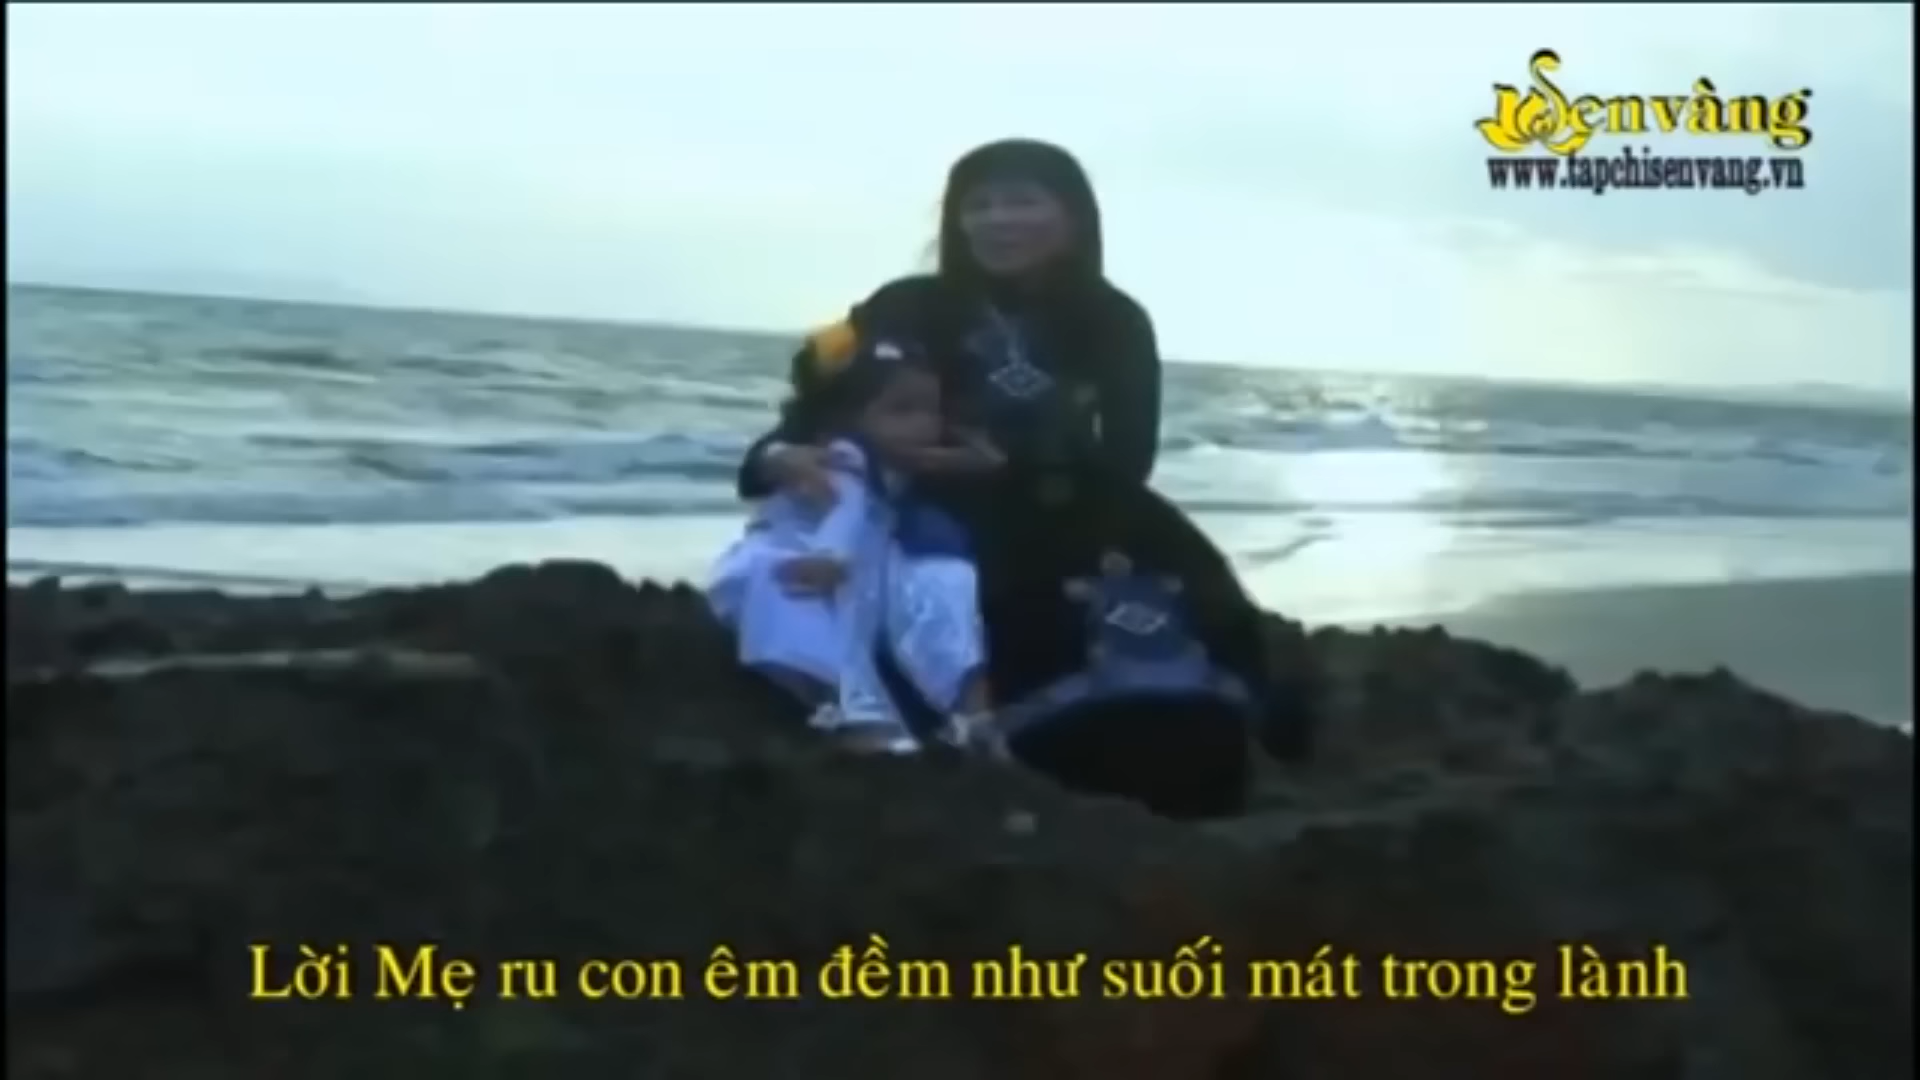 Senvàng
www.tapchisenvang.vn
Lời Mẹ ru con êm đềm như suối mát trong lành